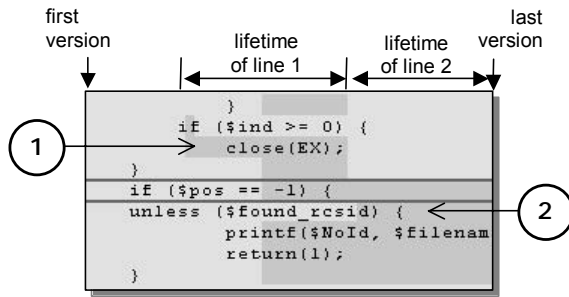 first version
lifetime of line 1
lifetime of line 2
last version
}
if ($ind >= 0) {
close(EX);
}
if ($pos == -1) {
unless ($found_rcsid) {
printf($NoId, $filenam
return(1);
}
1
2